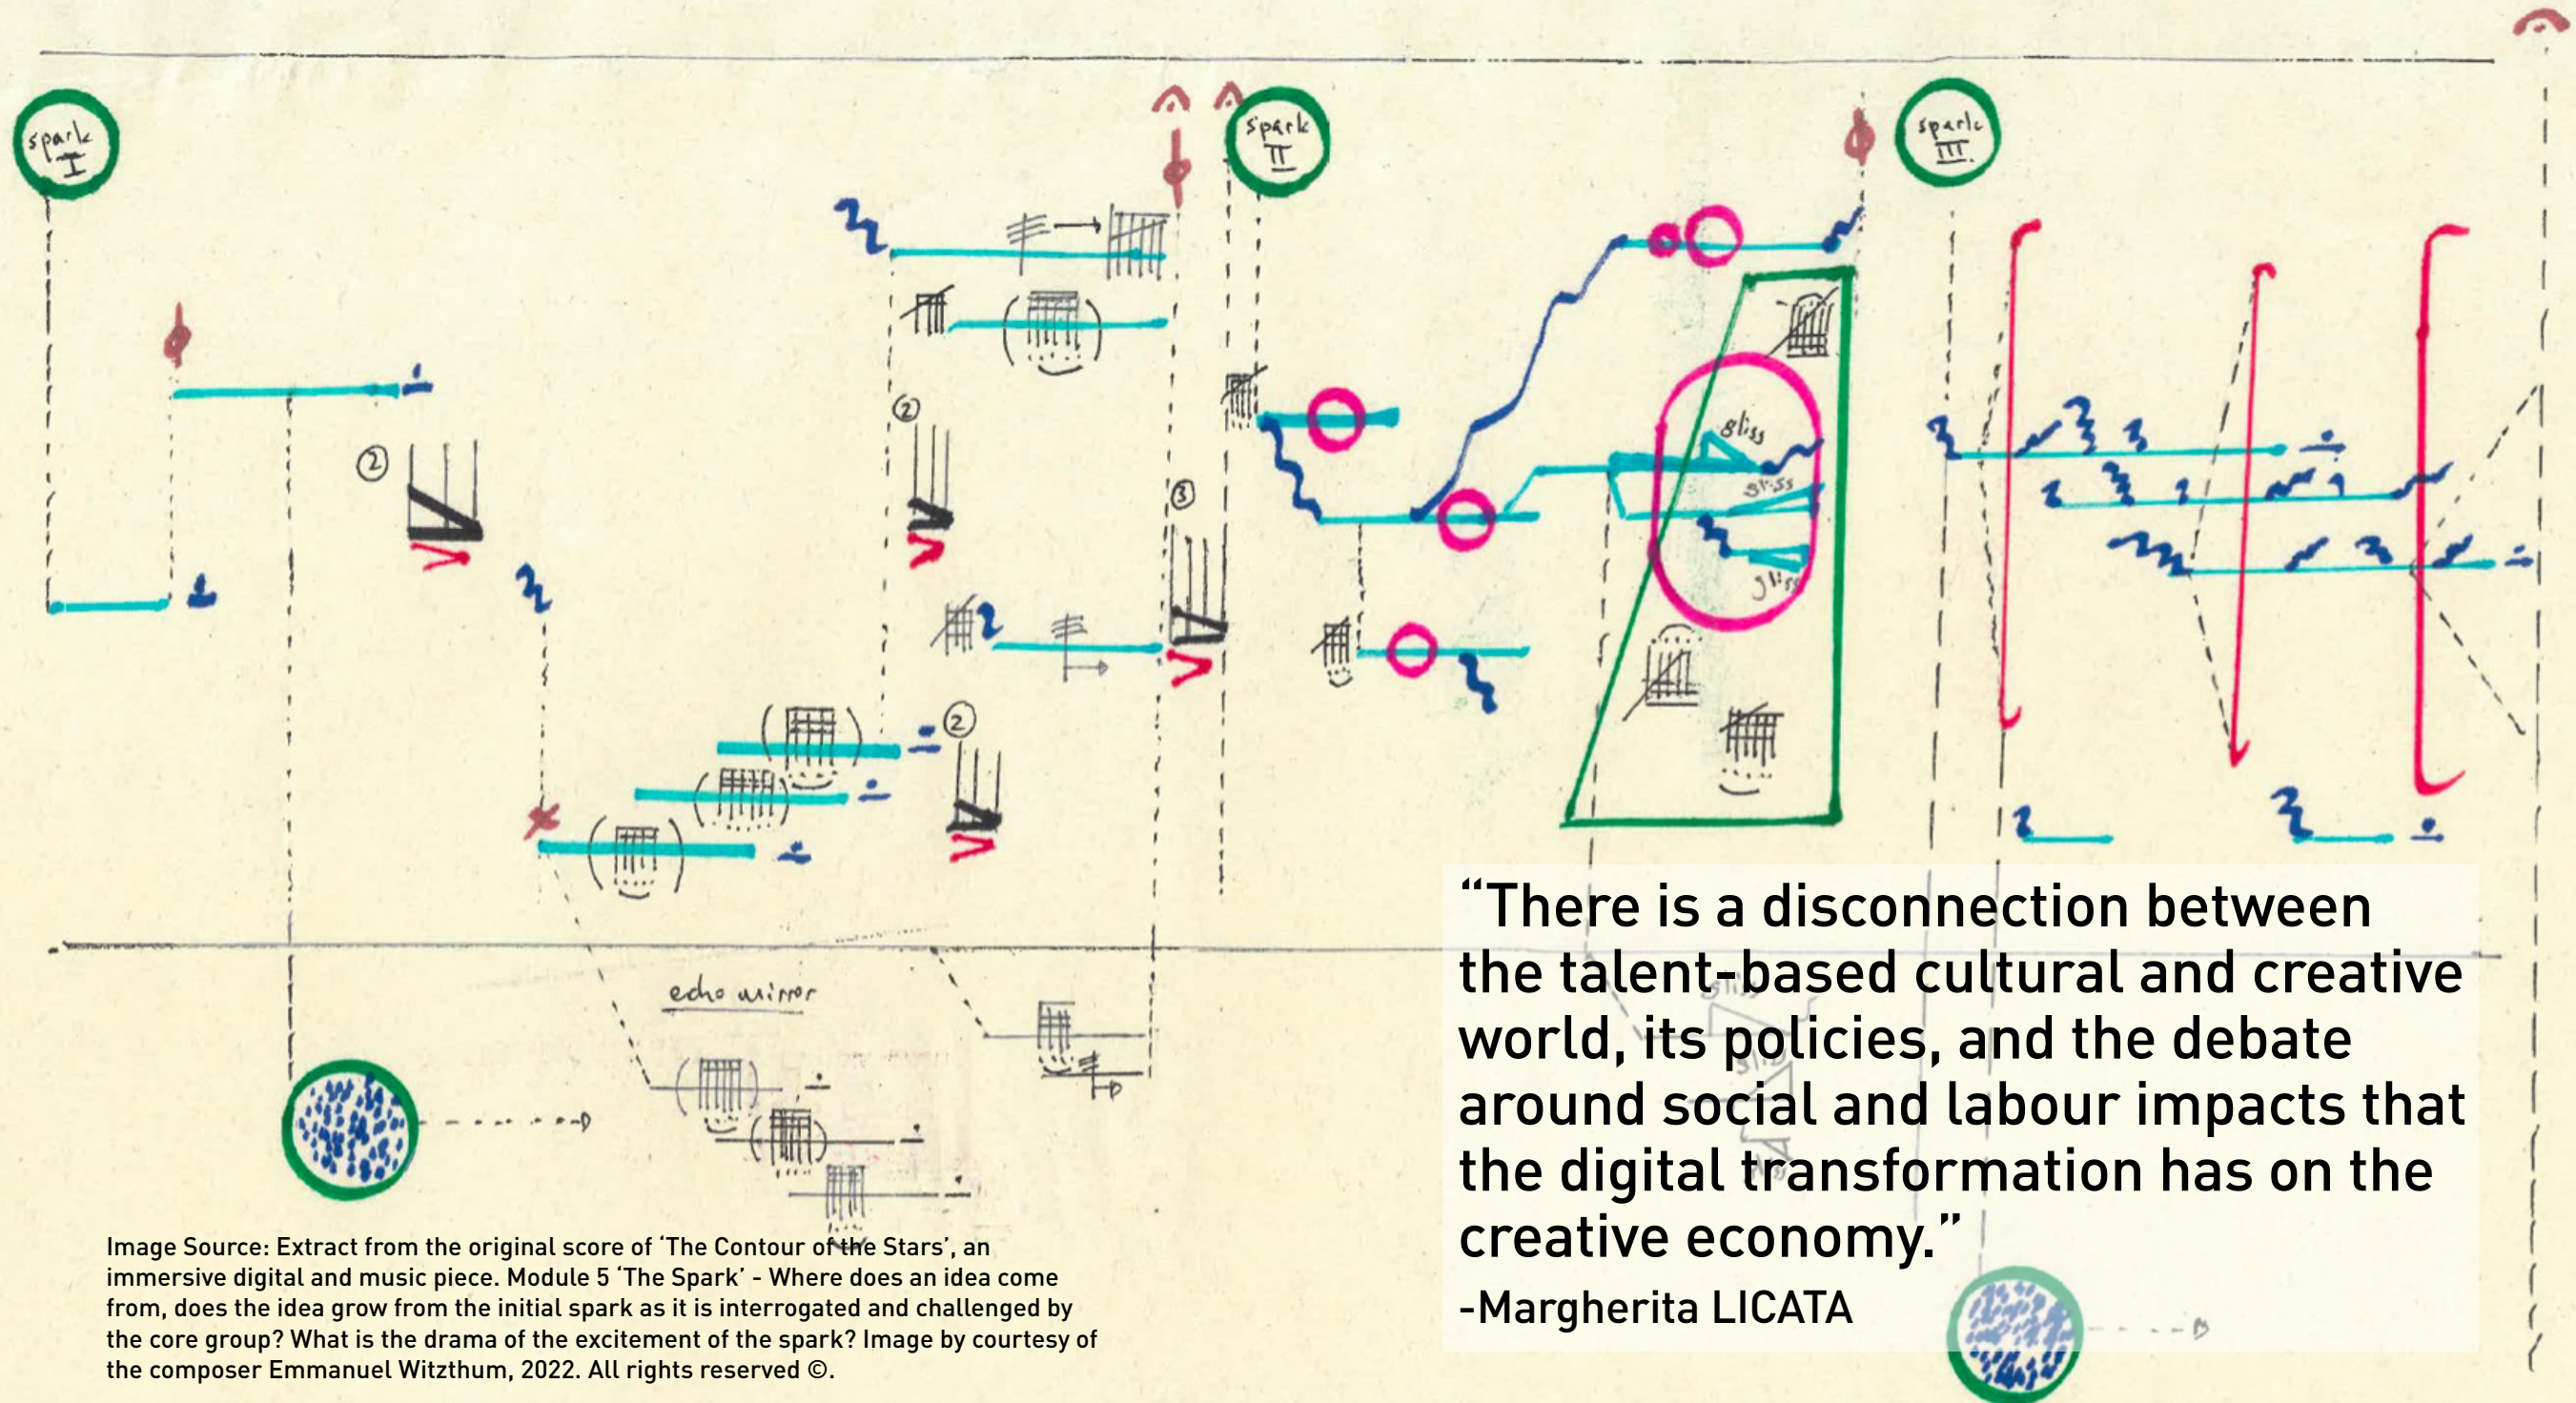 spark
I
spark
II
spark
III
gliss
gliss
gliss
②
②
③
②
echo mirror
“There is a disconnection between
the talent-based cultural and creative
world, its policies, and the debate
around social and labour impacts that
the digital transformation has on the
creative economy.”
-Margherita LICATA
Image Source: Extract from the original score of ‘The Contour of the Stars’, an
immersive digital and music piece. Module 5 ‘The Spark’ - Where does an idea come
from, does the idea grow from the initial spark as it is interrogated and challenged by
the core group? What is the drama of the excitement of the spark? Image by courtesy of
the composer Emmanuel Witzthum, 2022. All rights reserved ©.